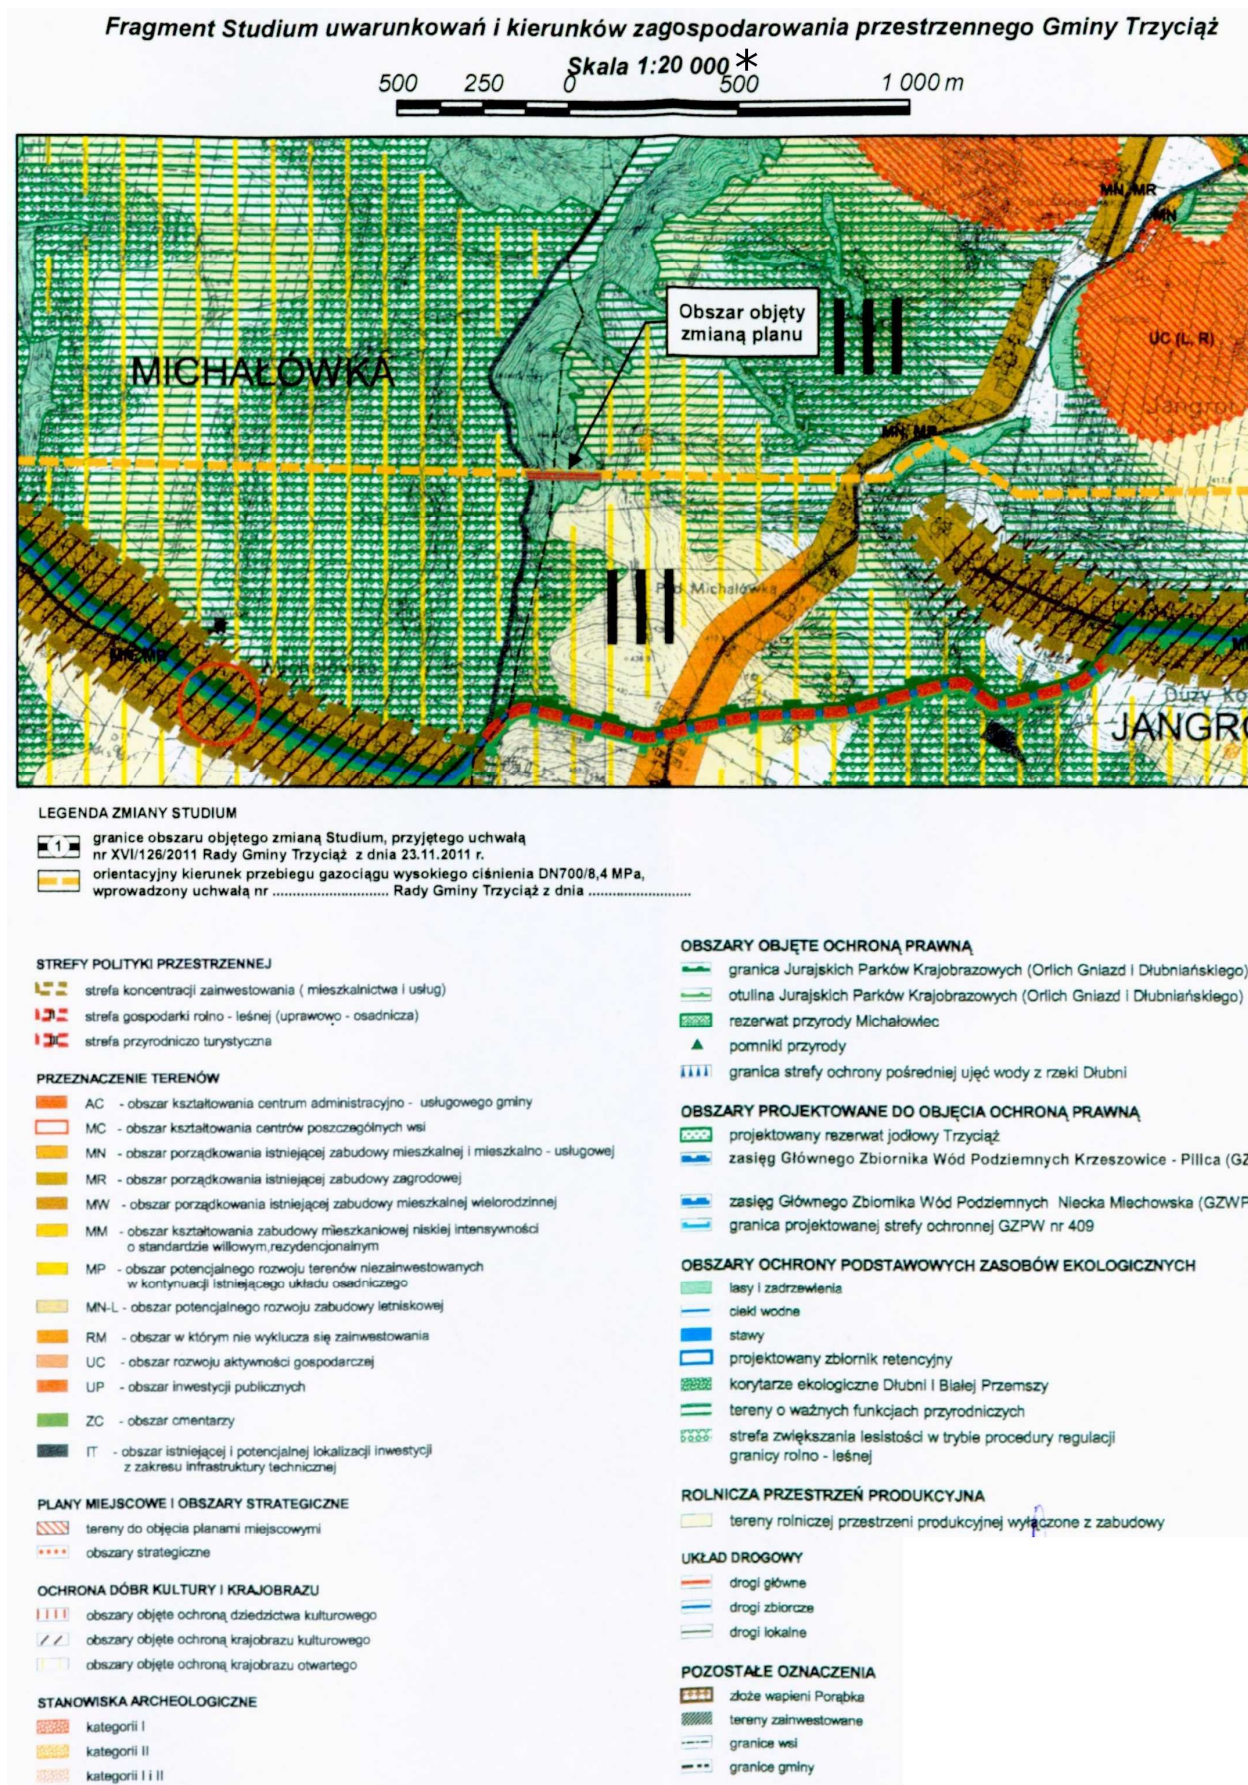 Fragment Studium uwarunkowań i kierunków zagospodarowania przestrzennego Gminy Trzyciąż
Skala 1:20 000 *
500 250 0 500 1 000 m
MN, MR
MN
Obszar objęty
zmianą planu
UC (L, R)
MICHAŁÓWKA
III
Jangrot
MN, MR
417.8
III
Pod Michałówką
MN, MR
JANGRO
LEGENDA ZMIANY STUDIUM
1 granice obszaru objętego zmianą Studium, przyjętego uchwałą
nr XVI/126/2011 Rady Gminy Trzyciąż z dnia 23.11.2011 r.
orientacyjny kierunek przebiegu gazociągu wysokiego ciśnienia DN700/8,4 MPa,
wprowadzony uchwałą nr ............................ Rady Gminy Trzyciąż z dnia .........................
STREFY POLITYKI PRZESTRZENNEJ
strefa koncentracji zainwestowania ( mieszkalnictwa i usług)
II strefa gospodarki rolno - leśnej (uprawowo - osadnicza)
III strefa przyrodniczo turystyczna
PRZEZNACZENIE TERENÓW
AC - obszar kształtowania centrum administracyjno - usługowego gminy
MC - obszar kształtowania centrów poszczególnych wsi
MN - obszar porządkowania istniejącej zabudowy mieszkalnej i mieszkalno - usługowej
MR - obszar porządkowania istniejącej zabudowy zagrodowej
MW - obszar porządkowania istniejącej zabudowy mieszkalnej wielorodzinnej
MM - obszar kształtowania zabudowy mieszkaniowej niskiej intensywności
o standardzie willowym,rezydencjonalnym
MP - obszar potencjalnego rozwoju terenów niezainwestowanych
w kontynuacji istniejącego układu osadniczego
MN-L - obszar potencjalnego rozwoju zabudowy letniskowej
RM - obszar w którym nie wyklucza się zainwestowania
UC - obszar rozwoju aktywności gospodarczej
UP - obszar inwestycji publicznych
ZC - obszar cmentarzy
IT - obszar istniejącej i potencjalnej lokalizacji inwestycji
z zakresu infrastruktury technicznej
PLANY MIEJSCOWE I OBSZARY STRATEGICZNE
tereny do objęcia planami miejscowymi
obszary strategiczne
OCHRONA DÓBR KULTURY I KRAJOBRAZU
obszary objęte ochroną dziedzictwa kulturowego
obszary objęte ochroną krajobrazu kulturowego
obszary objęte ochroną krajobrazu otwartego
STANOWISKA ARCHEOLOGICZNE
kategorii I
kategorii II
kategorii I i II
OBSZARY OBJĘTE OCHRONĄ PRAWNĄ
granica Jurajskich Parków Krajobrazowych (Orlich Gniazd i Dłubniańskiego)
otulina Jurajskich Parków Krajobrazowych (Orlich Gniazd i Dłubniańskiego)
rezerwat przyrody Michałowiec
pomniki przyrody
granica strefy ochrony pośredniej ujęć wody z rzeki Dłubni
OBSZARY PROJEKTOWANE DO OBJĘCIA OCHRONĄ PRAWNĄ
projektowany rezerwat jodłowy Trzyciąż
zasięg Głównego Zbiornika Wód Podziemnych Krzeszowice - Pilica (GZ
zasięg Głównego Zbiornika Wód Podziemnych Niecka Miechowska (GZWP
granica projektowanej strefy ochronnej GZPW nr 409
OBSZARY OCHRONY PODSTAWOWYCH ZASOBÓW EKOLOGICZNYCH
lasy i zadrzewienia
cieki wodne
stawy
projektowany zbiornik retencyjny
korytarze ekologiczne Dłubni i Białej Przemszy
tereny o ważnych funkcjach przyrodniczych
strefa zwiększania lesistości w trybie procedury regulacji
granicy rolno - leśnej
ROLNICZA PRZESTRZEŃ PRODUKCYJNA
tereny rolniczej przestrzeni produkcyjnej wyłączone z zabudowy
UKŁAD DROGOWY
drogi główne
drogi zbiorcze
drogi lokalne
POZOSTAŁE OZNACZENIA
złoże wapieni Porąbka
tereny zainwestowane
granice wsi
granice gminy